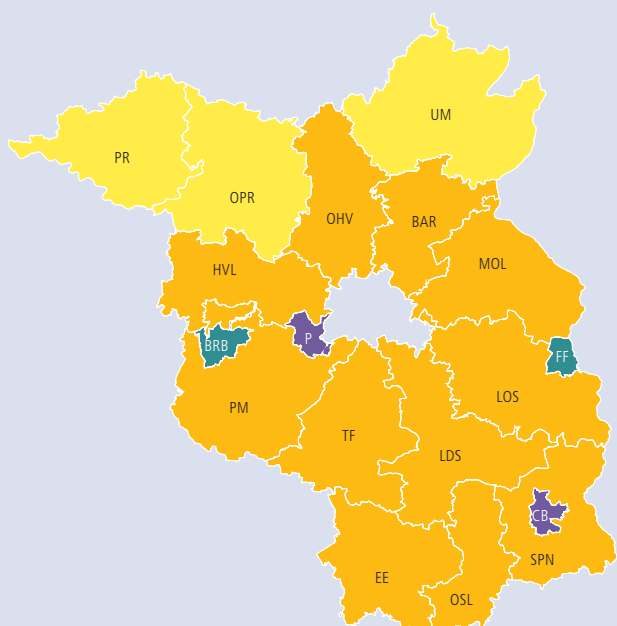 UM
PR
OPR
OHV
BAR
MOL
HVL
P
BRB
FF
LOS
PM
TF
LDS
CB
SPN
EE
OSL